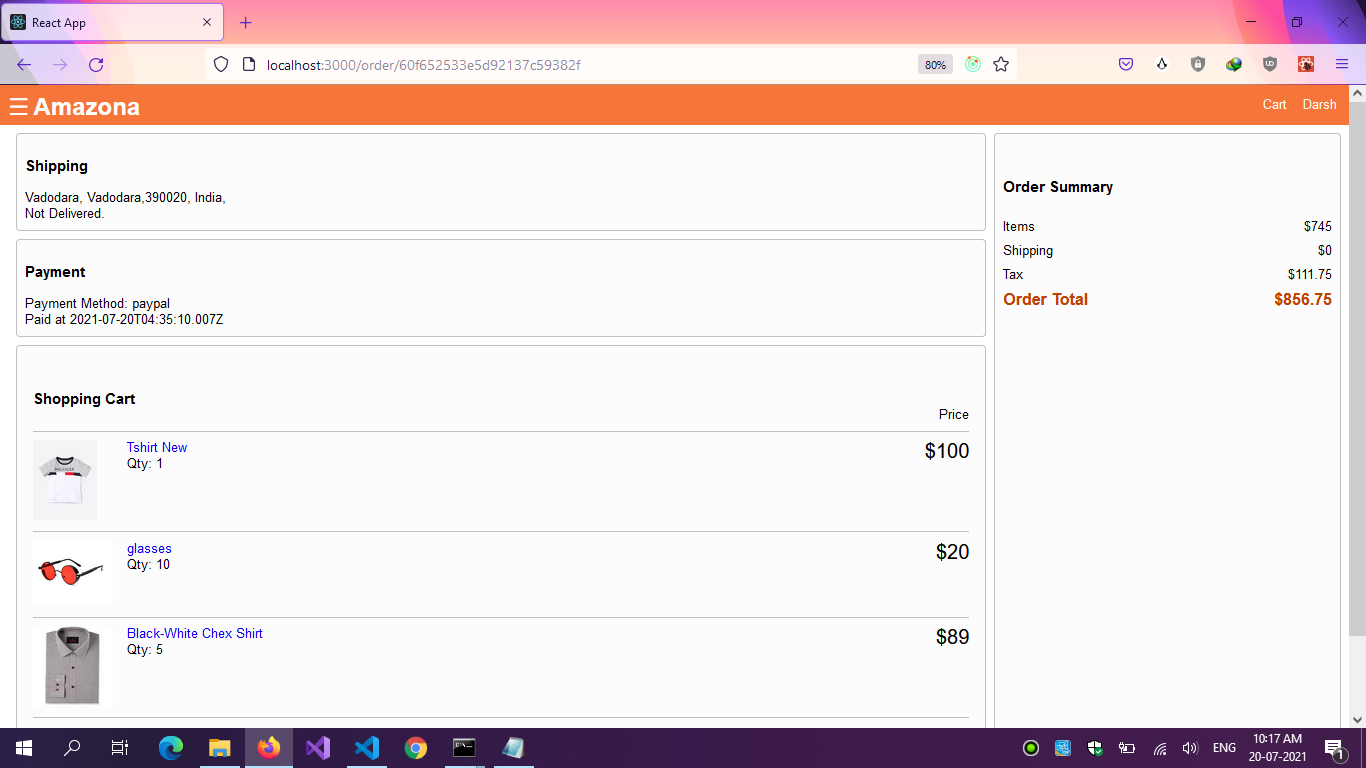 React App
localhost:3000/order/60f652533e5d92137c59382f
80%
☰ Amazona
Cart
Darsh
Shipping
Vadodara, Vadodara,390020, India,
Not Delivered.
Payment
Payment Method: paypal
Paid at 2021-07-20T04:35:10.007Z
Shopping Cart
Price
Tshirt New
Qty: 1
$100
glasses
Qty: 10
$20
Black-White Chex Shirt
Qty: 5
$89
Order Summary
Items $745
Shipping $0
Tax $111.75
Order Total $856.75
ENG
10:17 AM
20-07-2021
1